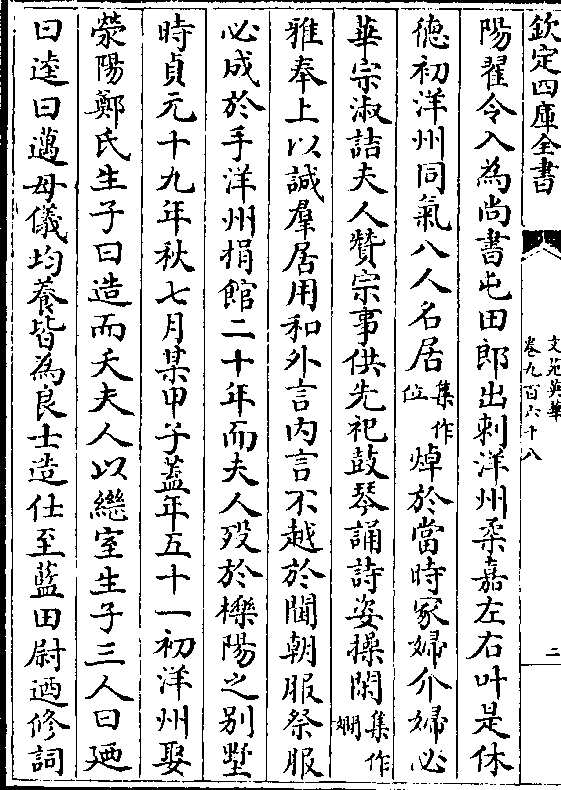 欽定四庫全書
文苑英華
卷九百六十八
二
陽翟令入為尚書屯田郎出刺洋州柔嘉左右叶是休
德初洋州同氣八人名居集作位焯於當時冢婦介婦必
華宗淑詰夫人贊宗事供先祀鼓琴誦詩姿操閑集作嫻
雅奉上以誠羣居用和外言內言不越於閫朝服祭服
必成於手洋州捐館二十年而夫人歿於櫟陽之别墅
時貞元十九年秋七月某甲子葢年五十一初洋州娶
滎陽鄭氏生子曰造而夭夫人以繼室生子三人曰廼
曰逵曰邁母儀均養皆為良士造仕至藍田尉廼修詞